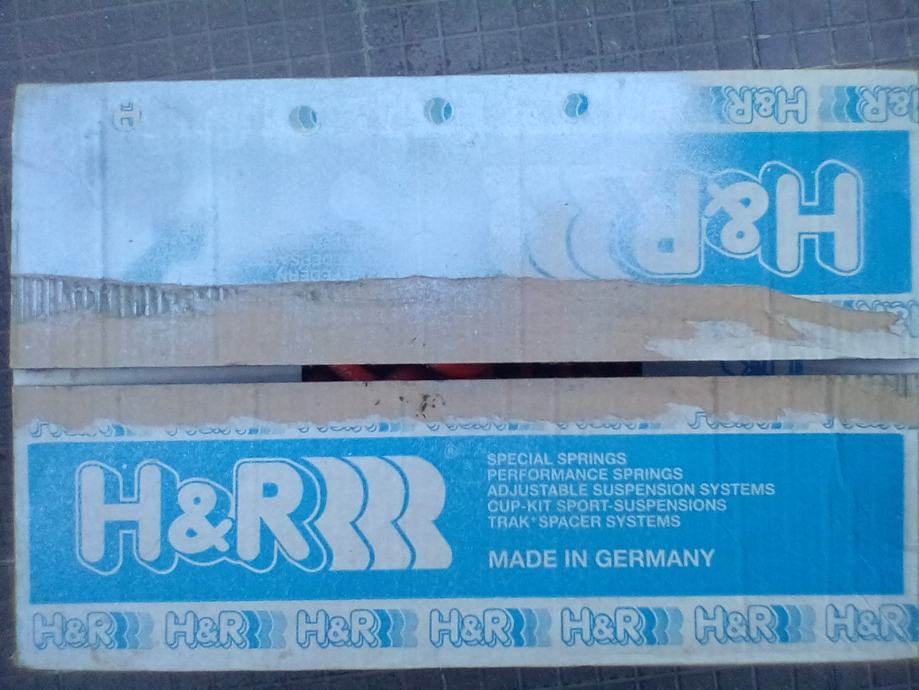 H&R H&R
H&R
H&R®
SPECIAL SPRINGS
PERFORMANCE SPRINGS
ADJUSTABLE SUSPENSION SYSTEMS
CUP-KIT SPORT-SUSPENSIONS
TRAK+SPACER SYSTEMS
MADE IN GERMANY
H&R H&R H&R H&R H&R H&R H&R